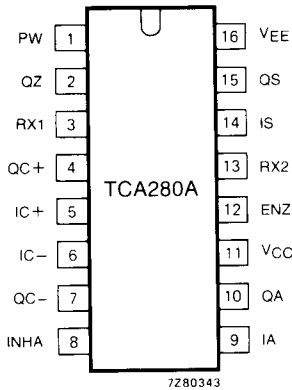 PW 1
QZ 2
RX1 3
QC+ 4
IC+ 5
IC- 6
QC- 7
INHA 8
TCA280A
16 VEE
15 QS
14 IS
13 RX2
12 ENZ
11 VCC
10 QA
9 IA
7Z80343